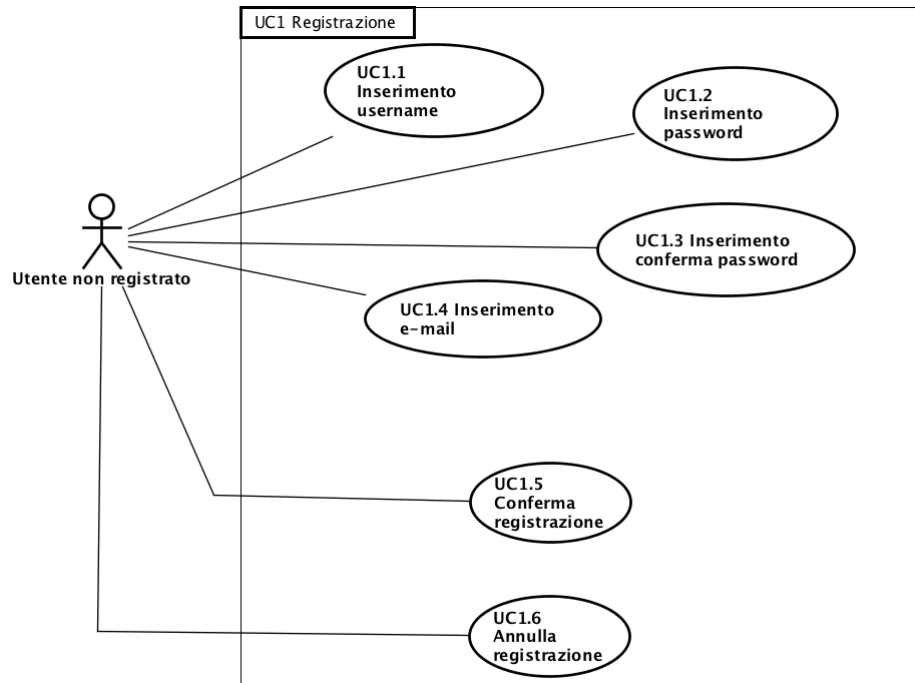 UC1 Registrazione
UC1.1
Inserimento
username
UC1.2
Inserimento
password
UC1.3 Inserimento
conferma password
Utente non registrato
UC1.4 Inserimento
e-mail
UC1.5
Conferma
registrazione
UC1.6
Annulla
registrazione